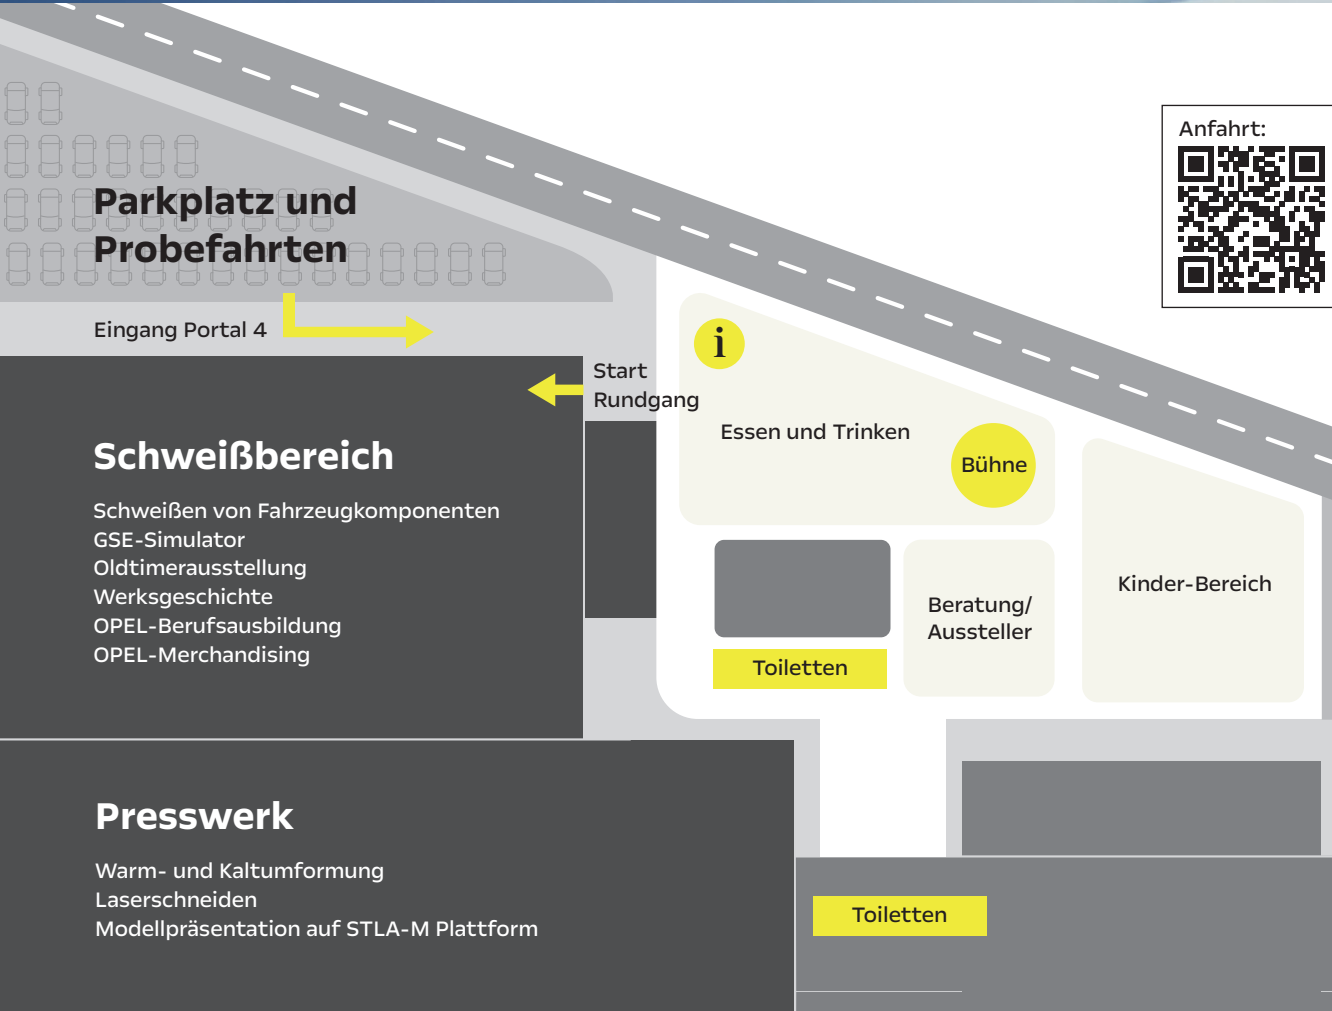 Anfahrt:
Parkplatz und
Probefahrten
Eingang Portal 4
Start
Rundgang
i
Essen und Trinken
Bühne
Schweißbereich
Schweißen von Fahrzeugkomponenten
GSE-Simulator
Oldtimerausstellung
Werksgeschichte
OPEL-Berufsausbildung
OPEL-Merchandising
Beratung/
Aussteller
Kinder-Bereich
Toiletten
Presswerk
Warm- und Kaltumformung
Laserschneiden
Modellpräsentation auf STLA-M Plattform
Toiletten